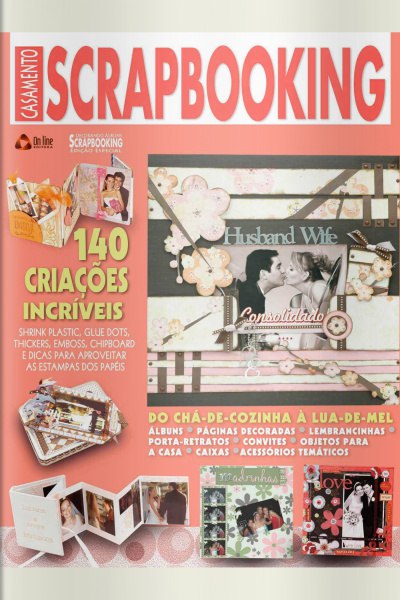 CASAMENTO
SCRAPBOOKING
On line
EDITORA
DECORANDO ÁLBUNS
SCRAPBOOKING
EDIÇÃO ESPECIAL
140
CRIAÇÕES
INCRÍVEIS
SHRINK PLASTIC, GLUE DOTS,
THICKERS, EMBOSS, CHIPBOARD
E DICAS PARA APROVEITAR
AS ESTAMPAS DOS PAPÉIS
Husband Wife
Consolidado
DO CHÁ-DE-COZINHA À LUA-DE-MEL
ÁLBUNS * PÁGINAS DECORADAS * LEMBRANCINHAS *
PORTA-RETRATOS * CONVITES * OBJETOS PARA
A CASA * CAIXAS * ACESSÓRIOS TEMÁTICOS
Madrinhas
love